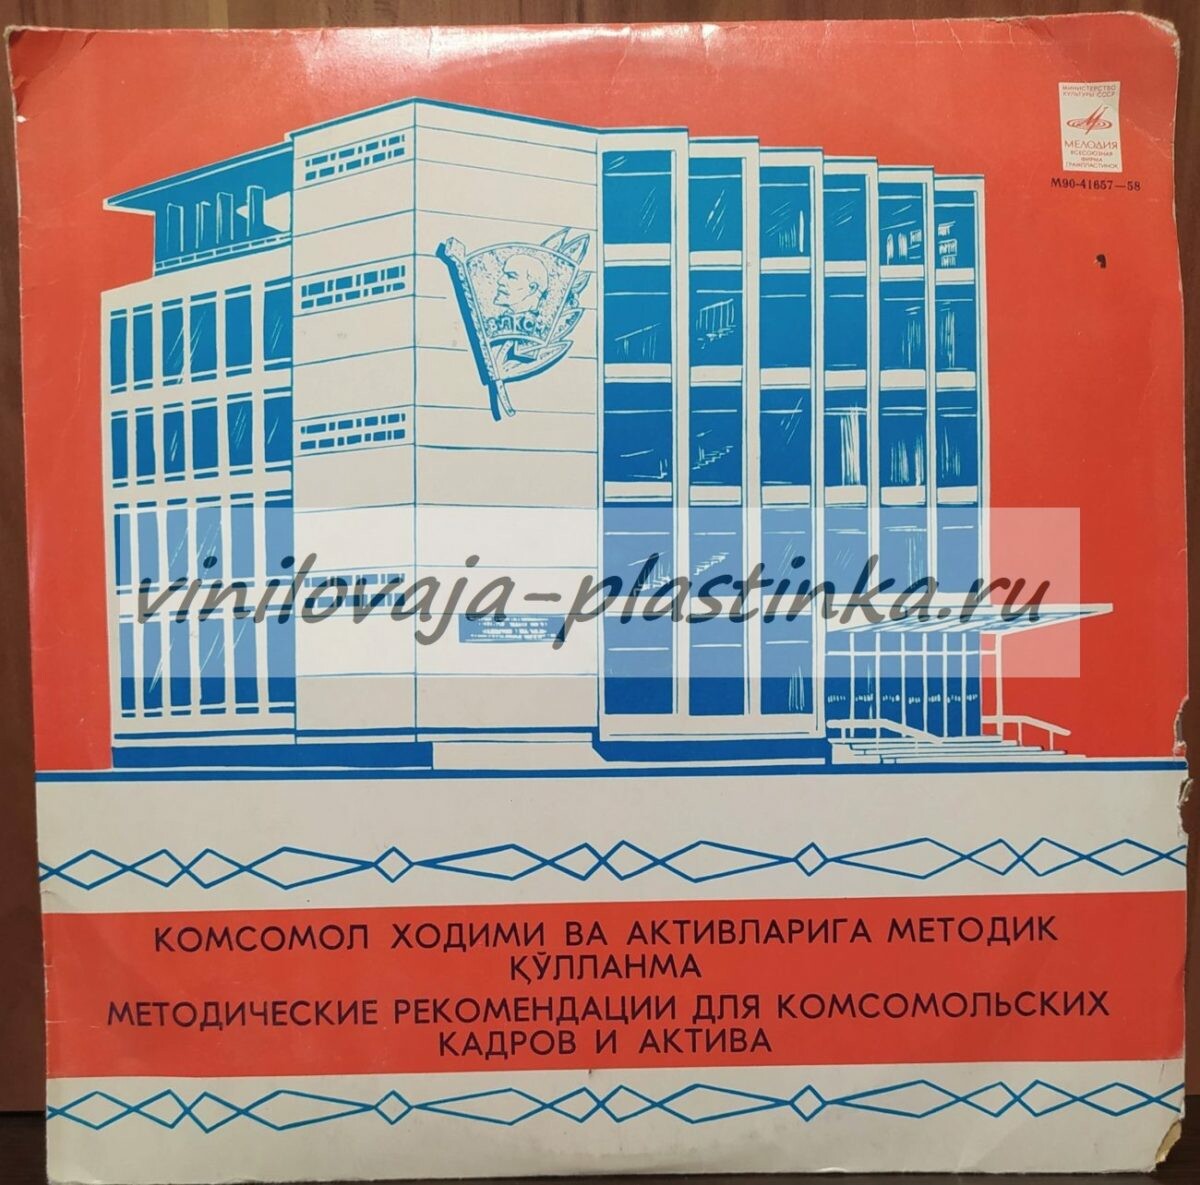 МИНИСТЕРСТВО
КУЛЬТУРЫ СССР
МЕЛОДИЯ
ВСЕСОЮЗНАЯ
ФИРМА
ГРАМПЛАСТИНОК
М90-41657—58
ВЛКСМ
vinilovaja-plastinka.ru
КОМСОМОЛ ХОДИМИ ВА АКТИВЛАРИГА МЕТОДИК
ҚЎЛЛАНМА
МЕТОДИЧЕСКИЕ РЕКОМЕНДАЦИИ ДЛЯ КОМСОМОЛЬСКИХ
КАДРОВ И АКТИВА